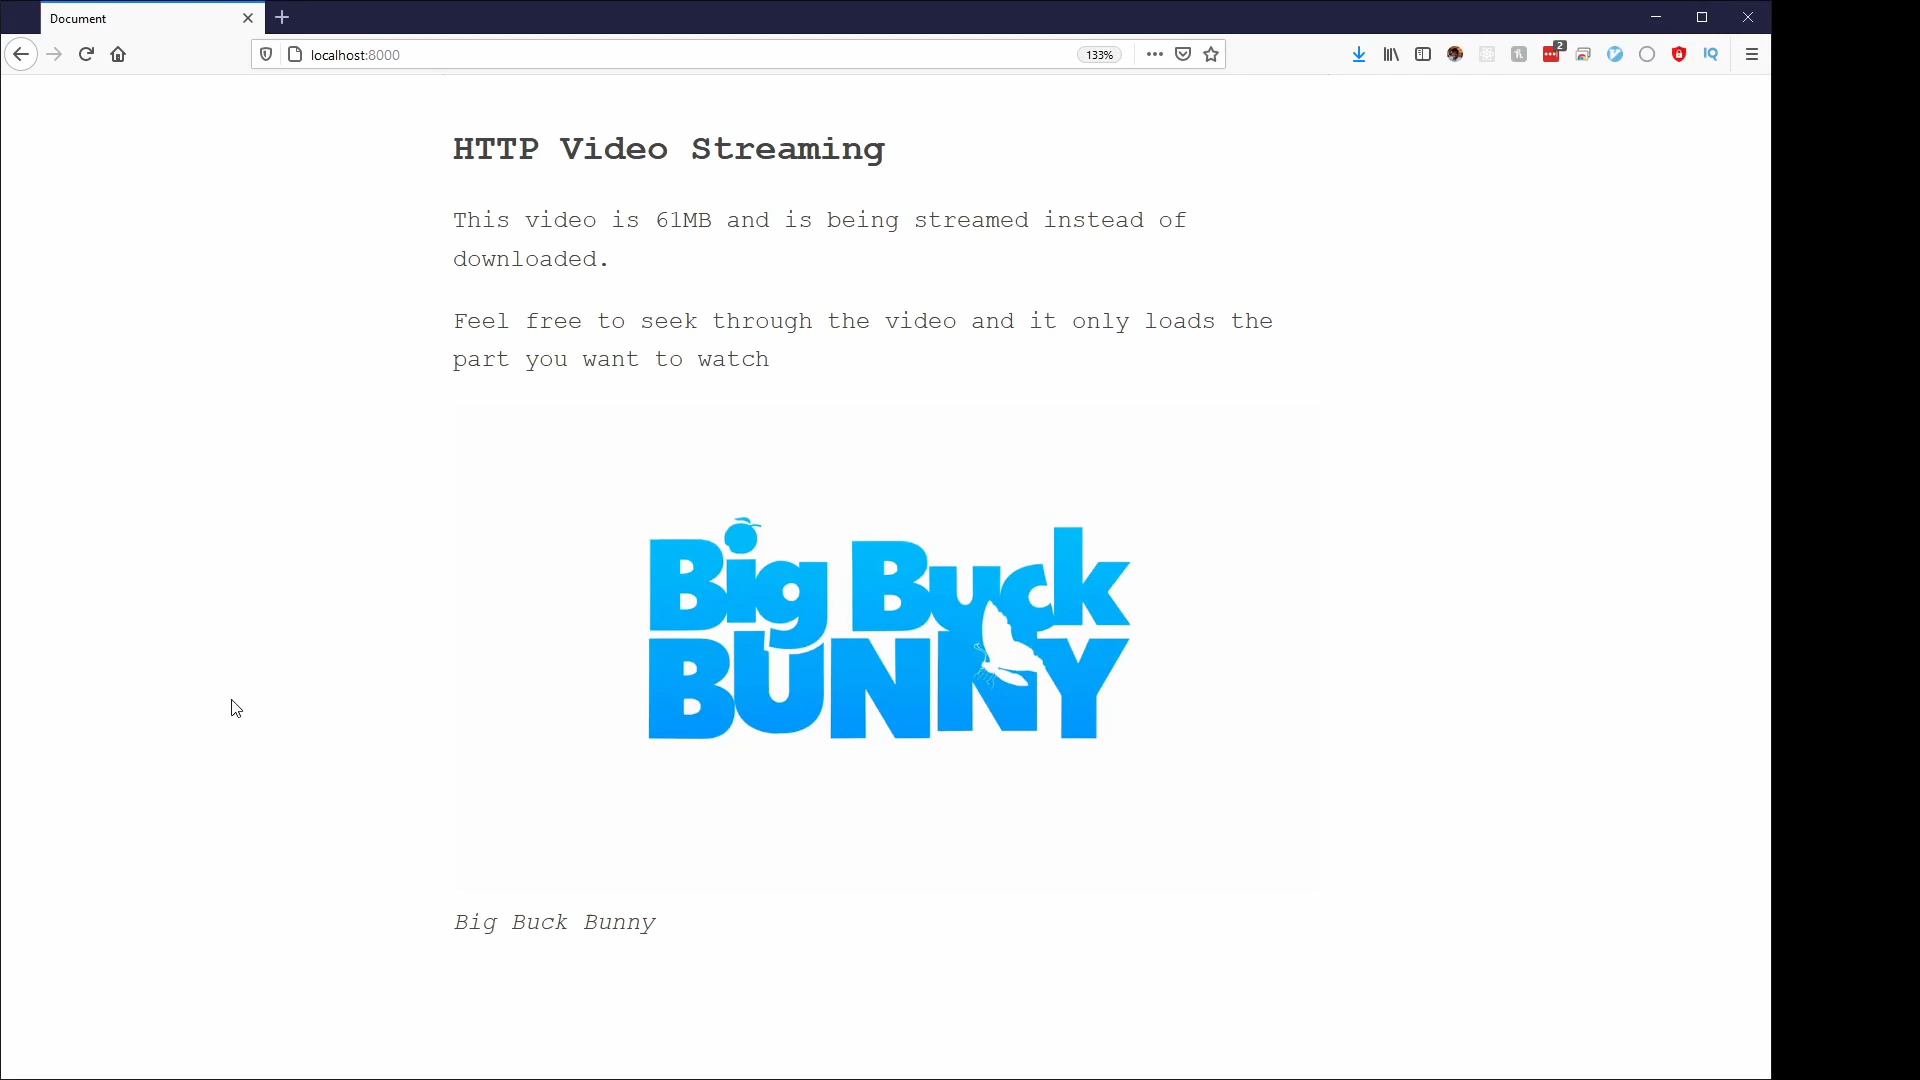 Document
localhost:8000
133%
2
HTTP Video Streaming
This video is 61MB and is being streamed instead of
downloaded.
Feel free to seek through the video and it only loads the
part you want to watch
Big Buck
BUNNY
Big Buck Bunny